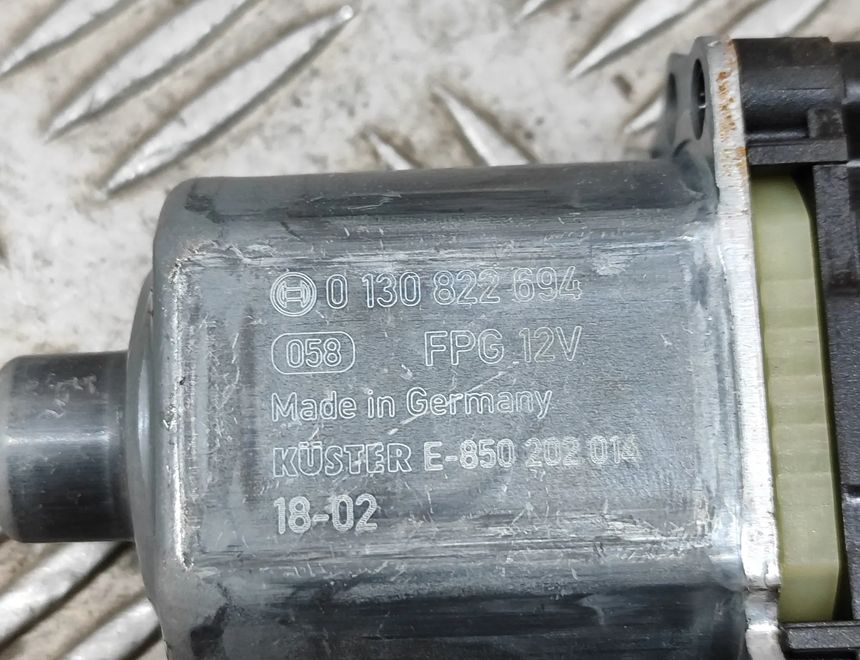 0 130 822 694
058 FPG 12V
Made in Germany
KÜSTER E-850 202 014
18-02